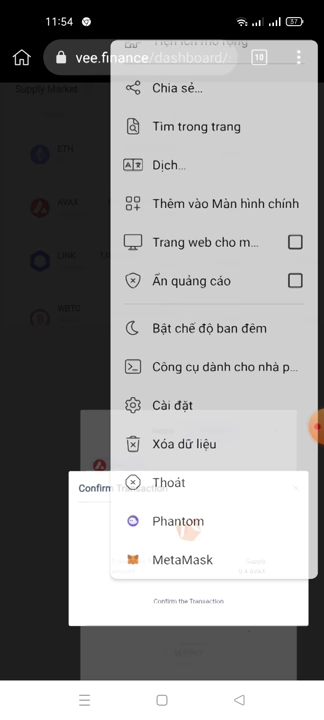 11:54
57
vee.finance/dashboard/
10
Tiện ích mở rộng
Supply Market
Chia sẻ...
Tìm trong trang
ETH
Dịch...
Thêm vào Màn hình chính
AVAX
Trang web cho m...
LINK
Ẩn quảng cáo
WBTC
Bật chế độ ban đêm
Công cụ dành cho nhà p...
Cài đặt
Xóa dữ liệu
Thoát
Confirm Transaction
Phantom
MetaMask
Confirm the Transaction